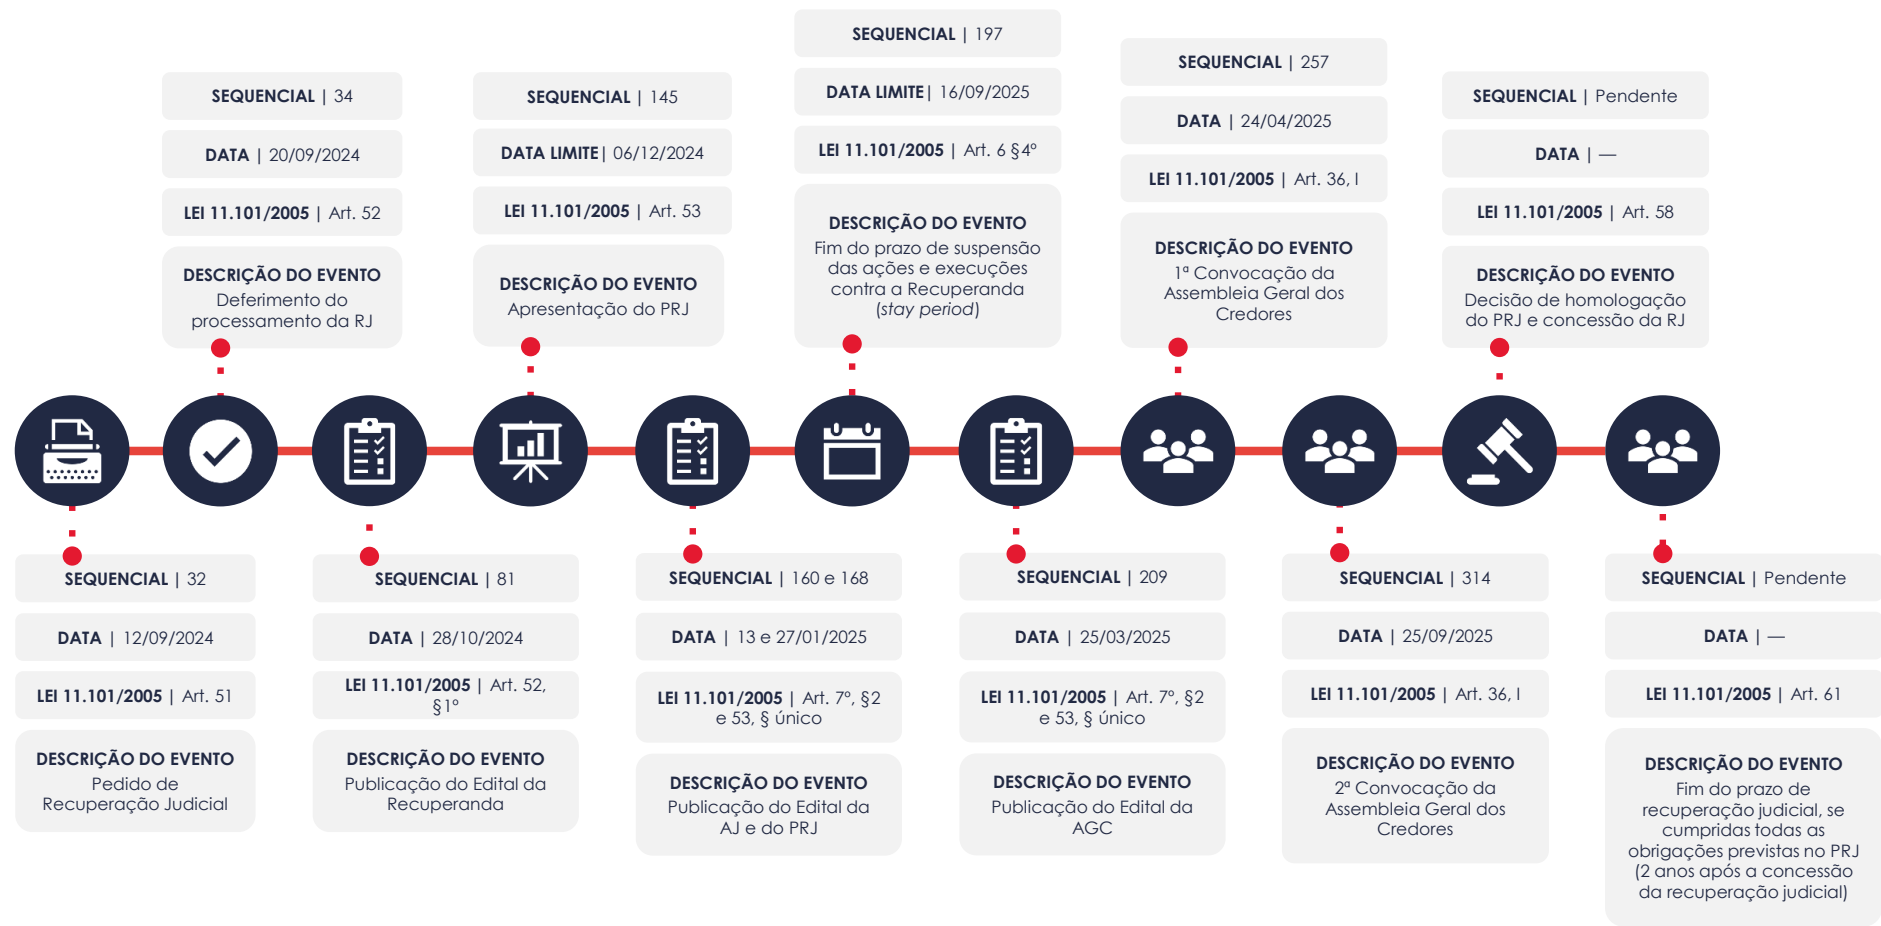 SEQUENCIAL | 32
DATA | 12/09/2024
LEI 11.101/2005 | Art. 51
DESCRIÇÃO DO EVENTO
Pedido de
Recuperação Judicial
SEQUENCIAL | 34
DATA | 20/09/2024
LEI 11.101/2005 | Art. 52
DESCRIÇÃO DO EVENTO
Deferimento do
processamento da RJ
SEQUENCIAL | 81
DATA | 28/10/2024
LEI 11.101/2005 | Art. 52,
§1º
DESCRIÇÃO DO EVENTO
Publicação do Edital da
Recuperanda
SEQUENCIAL | 145
DATA LIMITE| 06/12/2024
LEI 11.101/2005 | Art. 53
DESCRIÇÃO DO EVENTO
Apresentação do PRJ
SEQUENCIAL | 160 e 168
DATA | 13 e 27/01/2025
LEI 11.101/2005 | Art. 7º, §2
e 53, § único
DESCRIÇÃO DO EVENTO
Publicação do Edital da
AJ e do PRJ
SEQUENCIAL | 197
DATA LIMITE| 16/09/2025
LEI 11.101/2005 | Art. 6 §4º
DESCRIÇÃO DO EVENTO
Fim do prazo de suspensão
das ações e execuções
contra a Recuperanda
(stay period)
SEQUENCIAL | 209
DATA | 25/03/2025
LEI 11.101/2005 | Art. 7º, §2
e 53, § único
DESCRIÇÃO DO EVENTO
Publicação do Edital da
AGC
SEQUENCIAL | 257
DATA | 24/04/2025
LEI 11.101/2005 | Art. 36, I
DESCRIÇÃO DO EVENTO
1ª Convocação da
Assembleia Geral dos
Credores
SEQUENCIAL | 314
DATA | 25/09/2025
LEI 11.101/2005 | Art. 36, I
DESCRIÇÃO DO EVENTO
2ª Convocação da
Assembleia Geral dos
Credores
SEQUENCIAL | Pendente
DATA | —
LEI 11.101/2005 | Art. 58
DESCRIÇÃO DO EVENTO
Decisão de homologação
do PRJ e concessão da RJ
SEQUENCIAL | Pendente
DATA | —
LEI 11.101/2005 | Art. 61
DESCRIÇÃO DO EVENTO
Fim do prazo de
recuperação judicial, se
cumpridas todas as
obrigações previstas no PRJ
(2 anos após a concessão
da recuperação judicial)